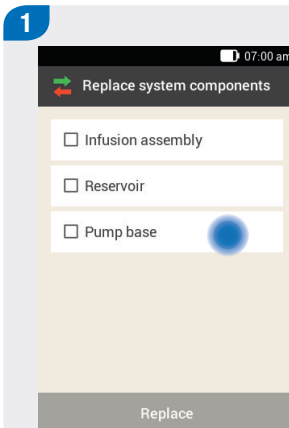 1
07:00 am
Replace system components
Infusion assembly
Reservoir
Pump base
Replace